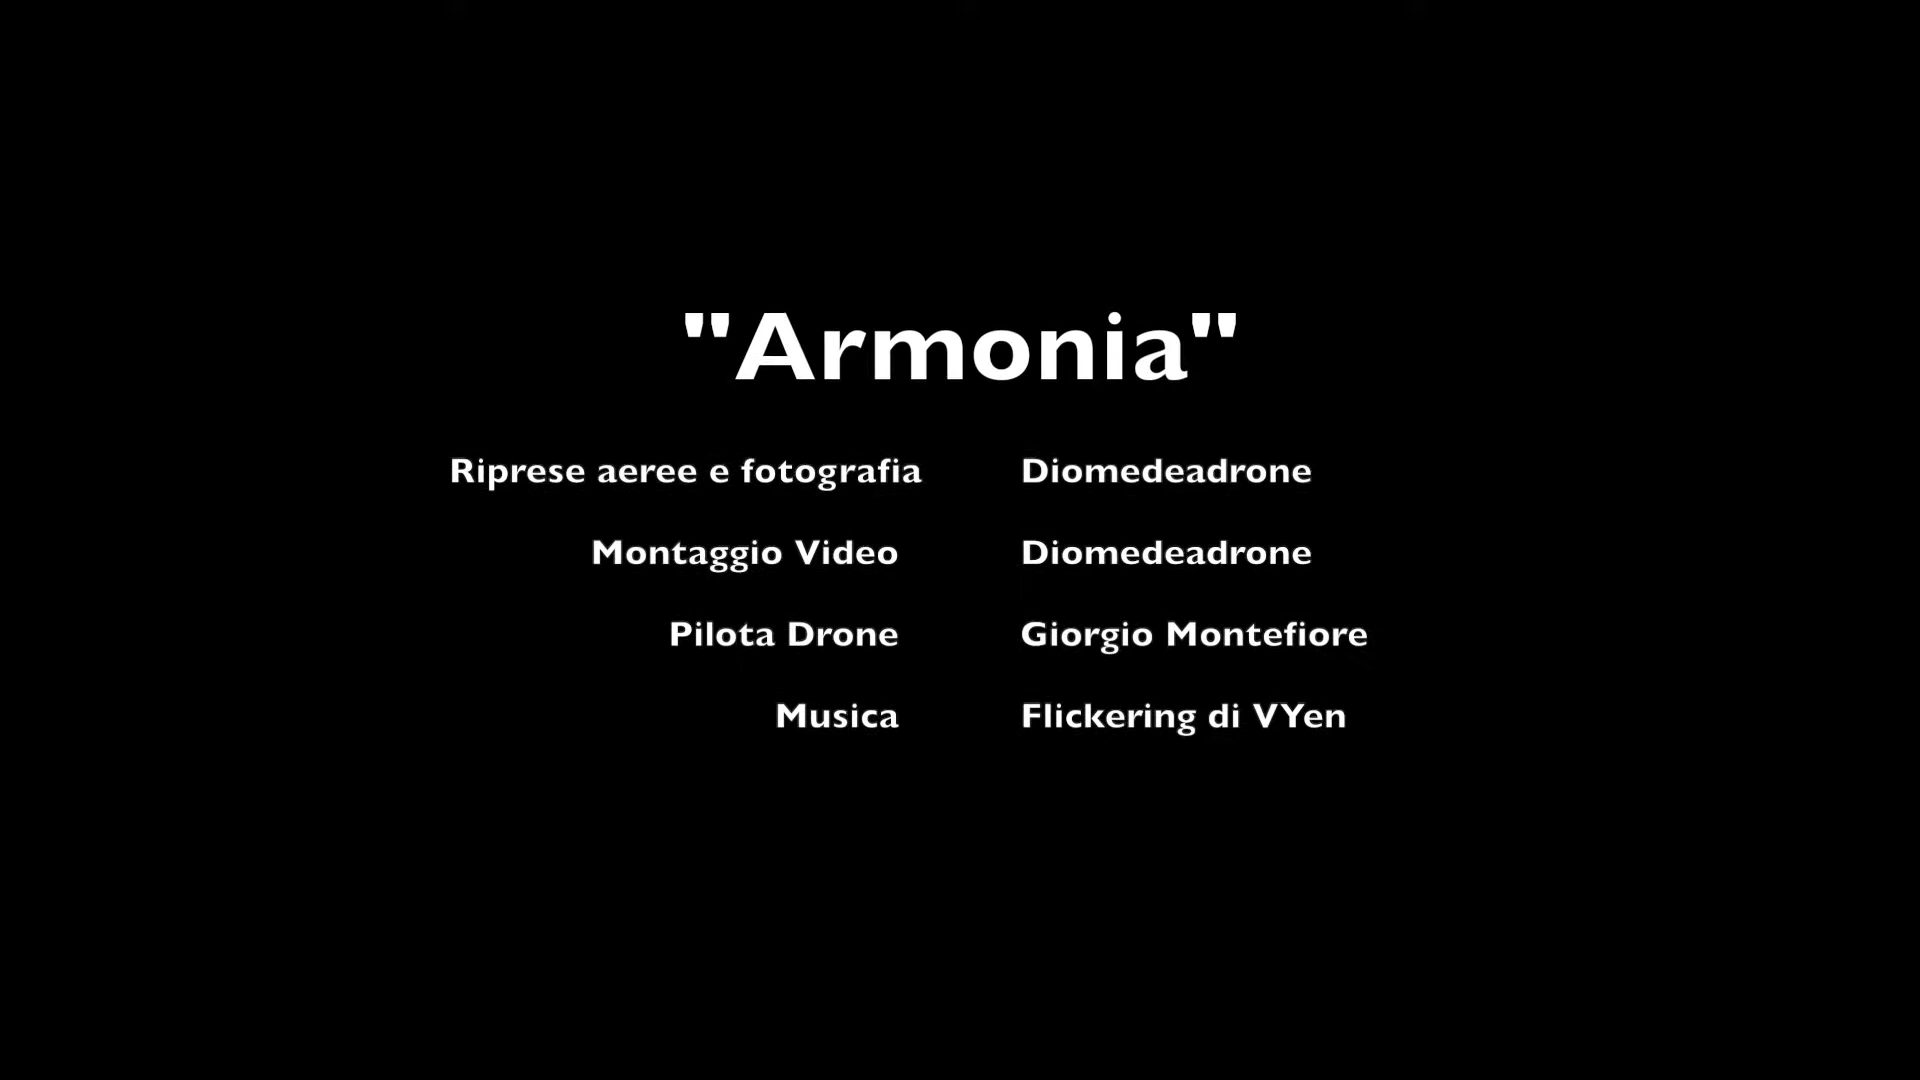 "Armonia"
Riprese aeree e fotografia Diomedeadrone
Montaggio Video Diomedeadrone
Pilota Drone Giorgio Montefiore
Musica Flickering di VYen